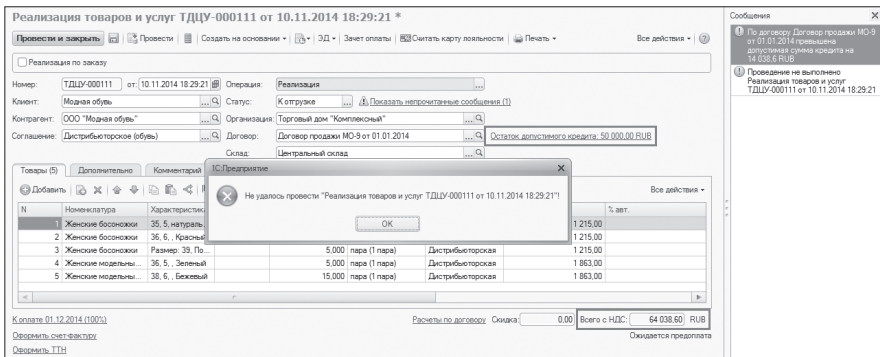 Реализация товаров и услуг ТДЦУ-000111 от 10.11.2014 18:29:21 *
Провести и закрыть Провести Создать на основании ЭД Зачет оплаты Считать карту лояльности Печать Все действия
Реализация по заказу
Номер: ТДЦУ-000111 от: 10.11.2014 18:29:21 Операция: Реализация ...
Клиент: Модная обувь ... Статус: К отгрузке ... Показать непрочитанные сообщения (1)
Контрагент: ООО "Модная обувь" ... Организация: Торговый дом "Комплексный" ...
Соглашение: Дистрибьюторское (обувь) ... Договор: Договор продажи МО-9 от 01.01.2014 ... Остаток допустимого кредита: 50 000,00 RUB
Склад: Центральный склад ...
Товары (5) Дополнительно Комментарий
Добавить Все действия
N Номенклатура Характеристик % авт.
1 Женские босоножки 35, 5, натураль. 1 215,00
2 Женские босоножки 36, 6, , Красный 1 215,00
3 Женские босоножки Размер: 39, По... 5,000 пара (1 пара) Дистрибьюторская 1 215,00
4 Женские модельны... 36, 5, , Зеленый 5,000 пара (1 пара) Дистрибьюторская 1 863,00
5 Женские модельны... 38, 6, , Бежевый 15,000 пара (1 пара) Дистрибьюторская 1 863,00
1С:Предприятие
Не удалось провести "Реализация товаров и услуг ТДЦУ-000111 от 10.11.2014 18:29:21"!
OK
К оплате 01.12.2014 (100%) Расчеты по договору Скидка: 0,00 Всего с НДС: 64 038,60 RUB
Оформить счет-фактуру Ожидается предоплата
Оформить ТТН
Сообщения
По договору Договор продажи МО-9
от 01.01.2014 превышена
допустимая сумма кредита на
14 038,6 RUB
Проведение не выполнено
Реализация товаров и услуг
ТДЦУ-000111 от 10.11.2014 18:29:21